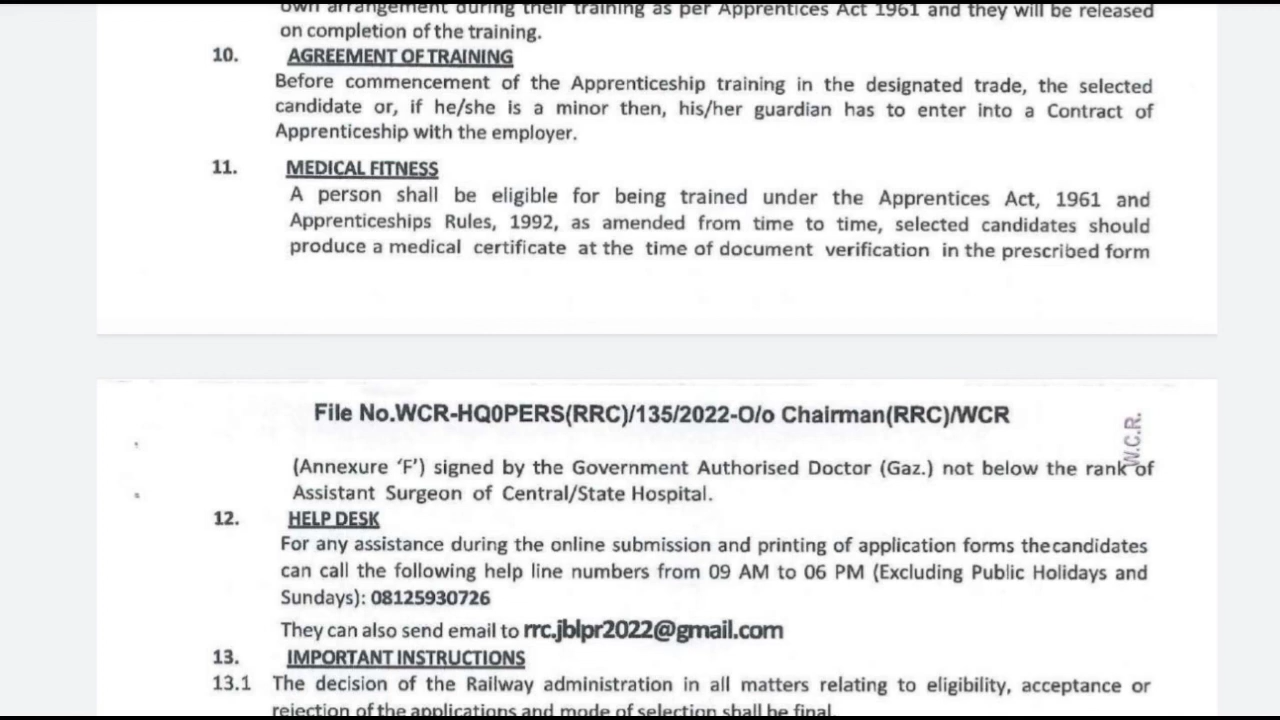 own arrangement during their training as per Apprentices Act 1961 and they will be released
on completion of the training.
10. AGREEMENT OF TRAINING
Before commencement of the Apprenticeship training in the designated trade, the selected
candidate or, if he/she is a minor then, his/her guardian has to enter into a Contract of
Apprenticeship with the employer.
11. MEDICAL FITNESS
A person shall be eligible for being trained under the Apprentices Act, 1961 and
Apprenticeships Rules, 1992, as amended from time to time, selected candidates should
produce a medical certificate at the time of document verification in the prescribed form
File No.WCR-HQ0PERS(RRC)/135/2022-O/o Chairman(RRC)/WCR
W.C.R.
(Annexure ‘F’) signed by the Government Authorised Doctor (Gaz.) not below the rank of
Assistant Surgeon of Central/State Hospital.
12. HELP DESK
For any assistance during the online submission and printing of application forms thecandidates
can call the following help line numbers from 09 AM to 06 PM (Excluding Public Holidays and
Sundays): 08125930726
They can also send email to rrc.jblpr2022@gmail.com
13. IMPORTANT INSTRUCTIONS
13.1 The decision of the Railway administration in all matters relating to eligibility, acceptance or
rejection of the applications and mode of selection shall be final.